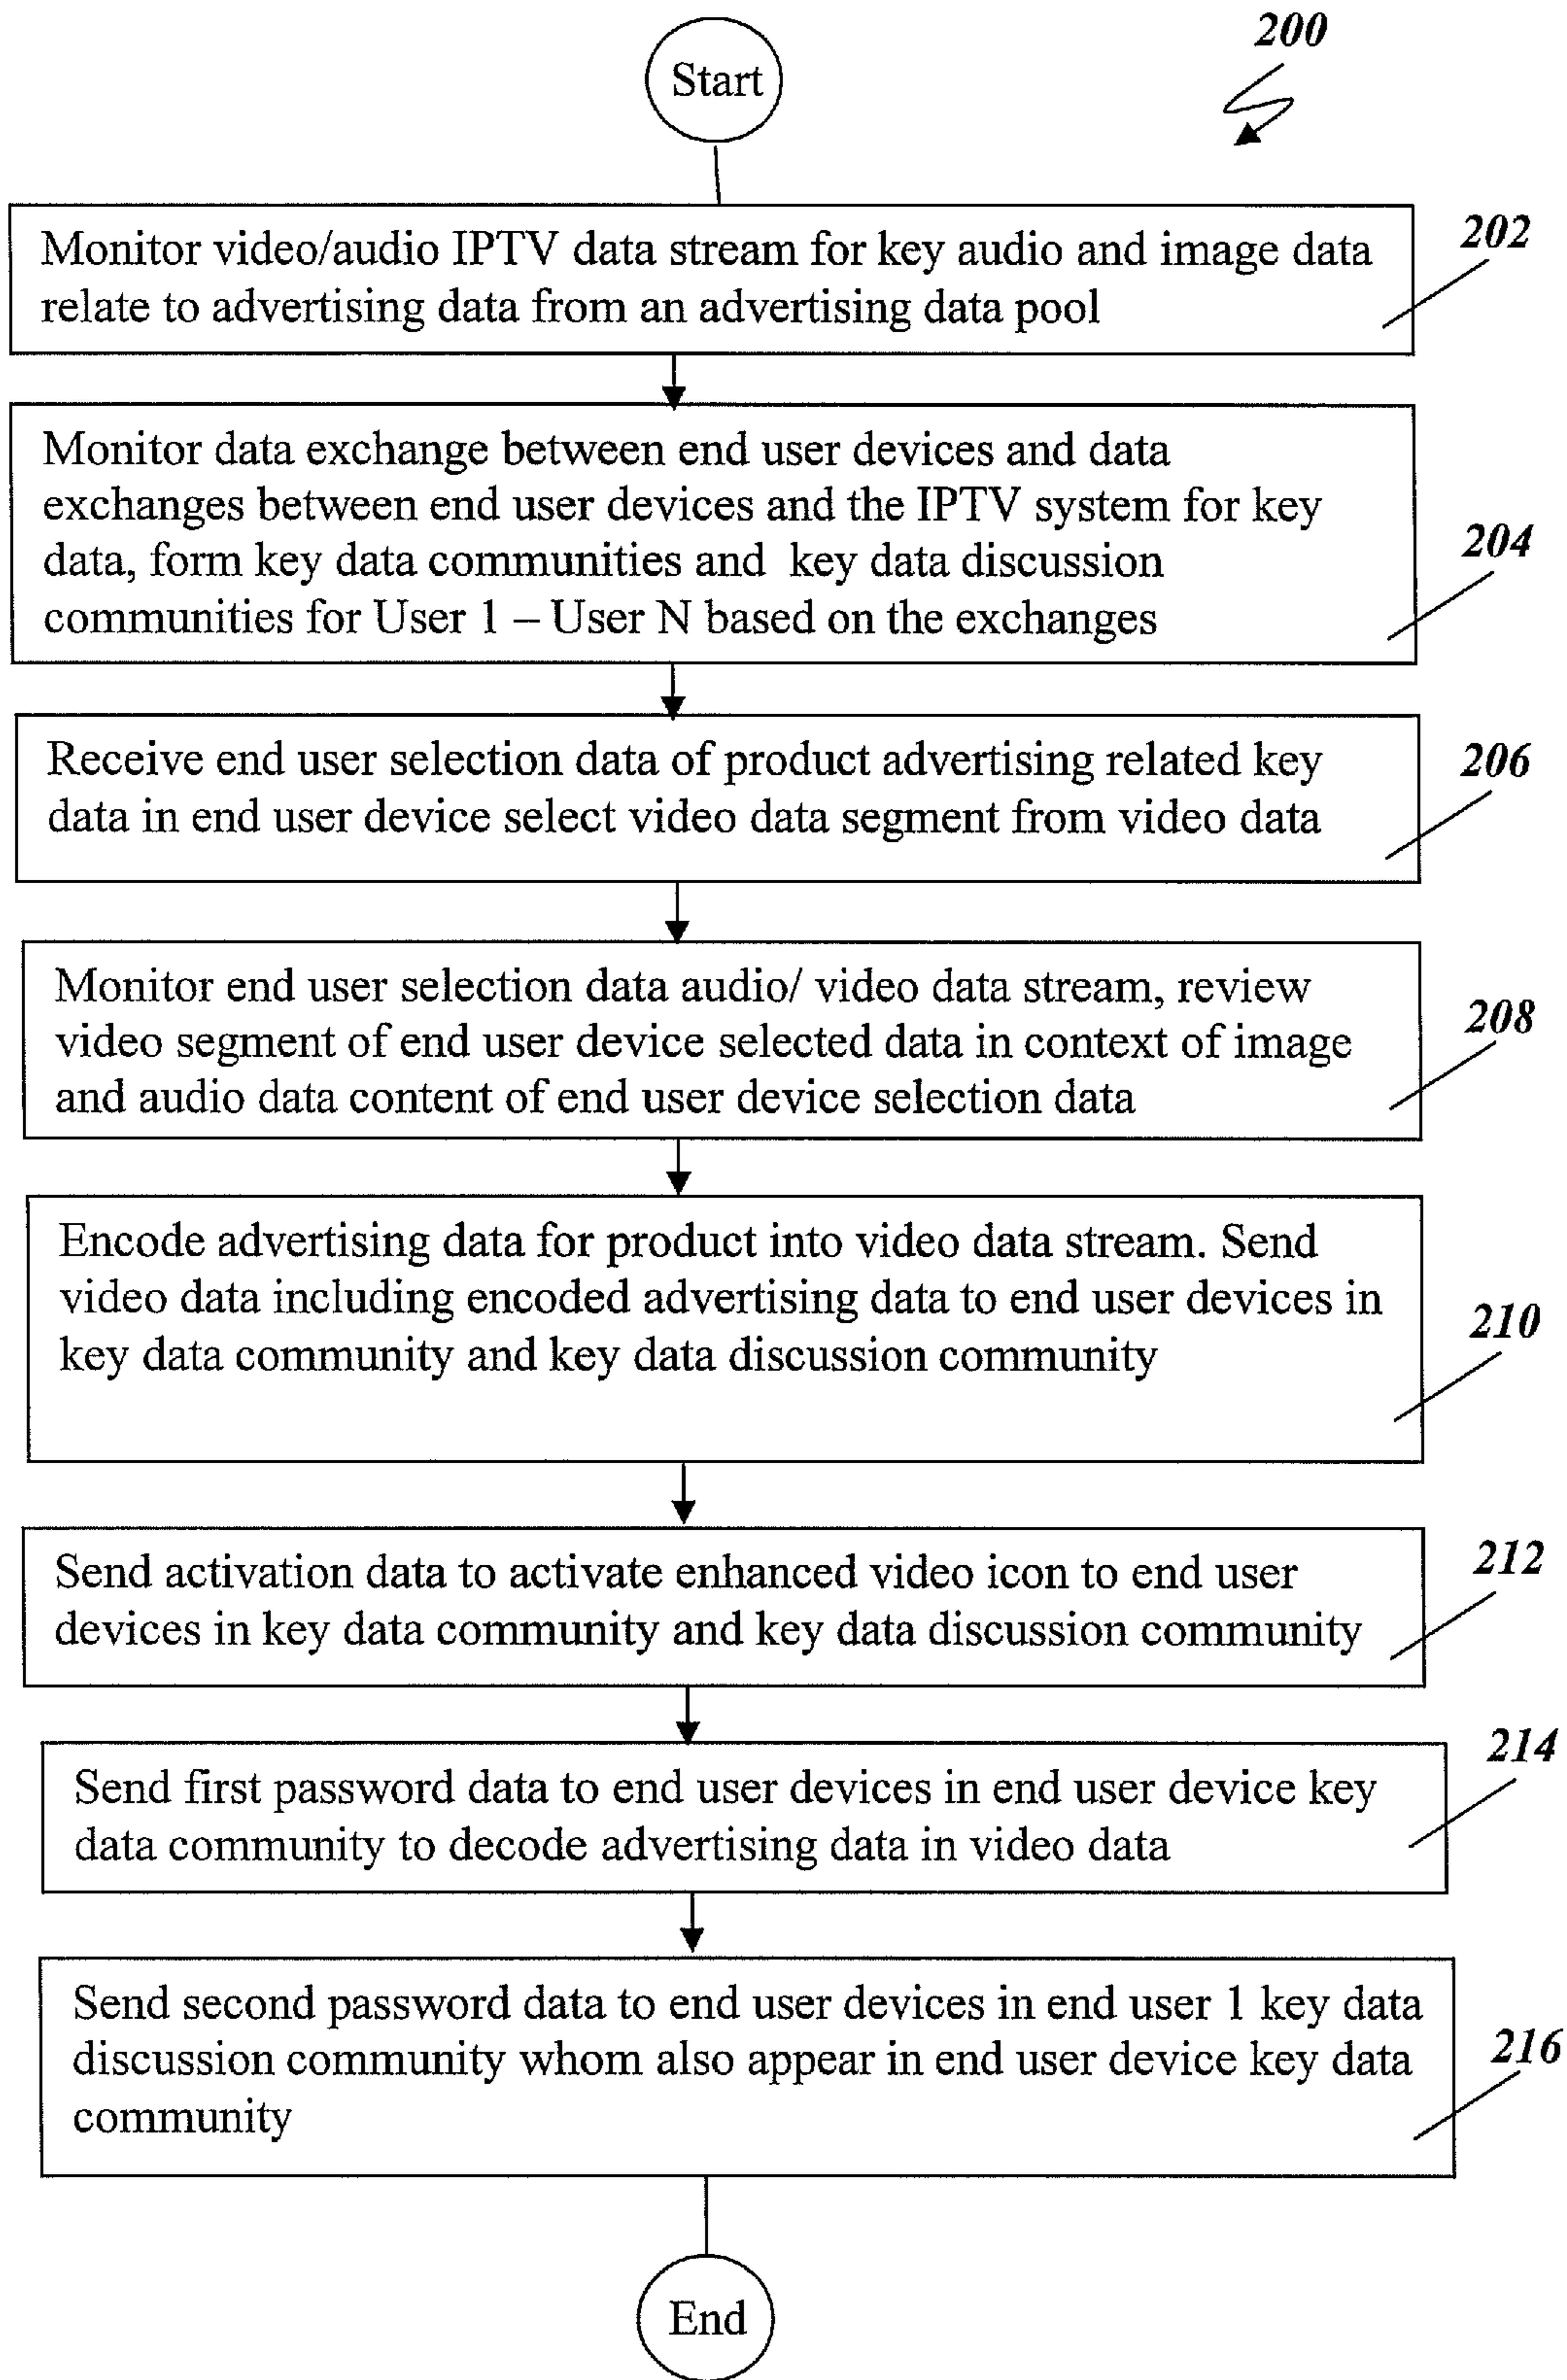 Start
200
Monitor video/audio IPTV data stream for key audio and image data
relate to advertising data from an advertising data pool
202
Monitor data exchange between end user devices and data
exchanges between end user devices and the IPTV system for key
data, form key data communities and key data discussion
communities for User 1 – User N based on the exchanges
204
Receive end user selection data of product advertising related key
data in end user device select video data segment from video data
206
Monitor end user selection data audio/ video data stream, review
video segment of end user device selected data in context of image
and audio data content of end user device selection data
208
Encode advertising data for product into video data stream. Send
video data including encoded advertising data to end user devices in
key data community and key data discussion community
210
Send activation data to activate enhanced video icon to end user
devices in key data community and key data discussion community
212
Send first password data to end user devices in end user device key
data community to decode advertising data in video data
214
Send second password data to end user devices in end user 1 key data
discussion community whom also appear in end user device key data
community
216
End